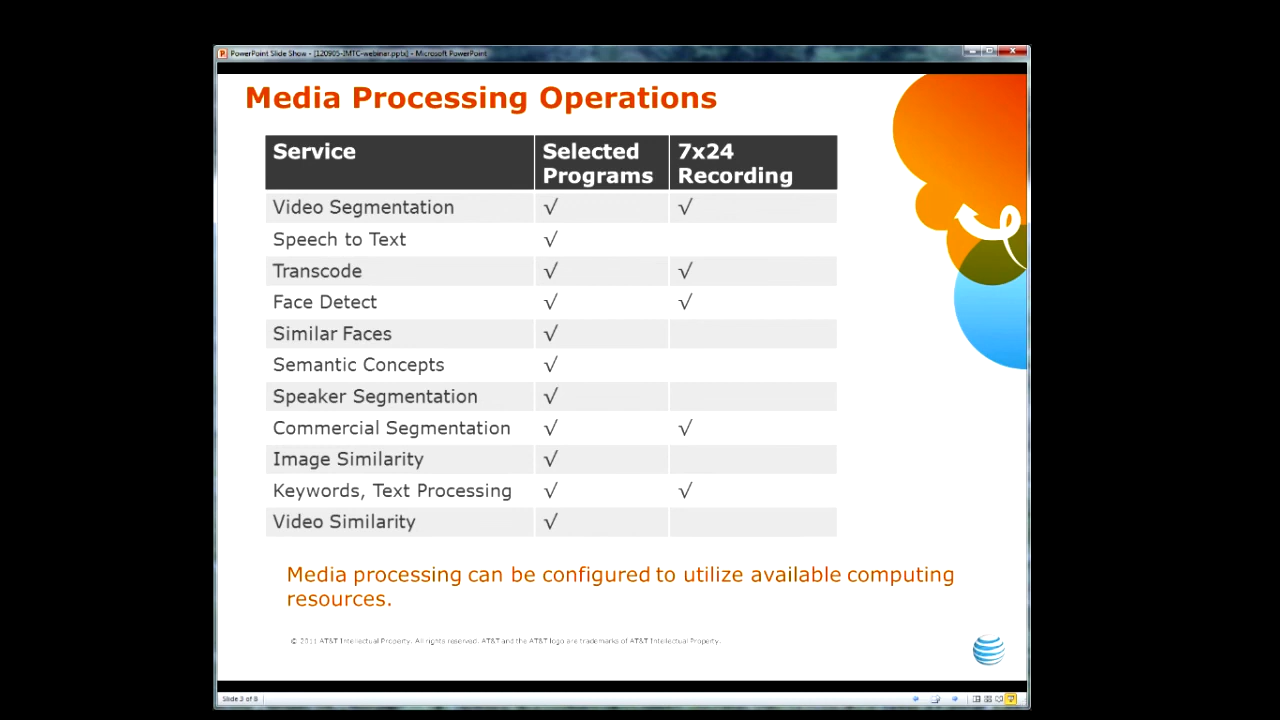 PowerPoint Slide Show - [120905-IMTC-webinar.pptx] - Microsoft PowerPoint
Media Processing Operations
Service Selected Programs 7x24 Recording
Video Segmentation √ √
Speech to Text √
Transcode √ √
Face Detect √ √
Similar Faces √
Semantic Concepts √
Speaker Segmentation √
Commercial Segmentation √ √
Image Similarity √
Keywords, Text Processing √ √
Video Similarity √
Media processing can be configured to utilize available computing
resources.
© 2011 AT&T Intellectual Property. All rights reserved. AT&T and the AT&T logo are trademarks of AT&T Intellectual Property.
Slide 3 of 8